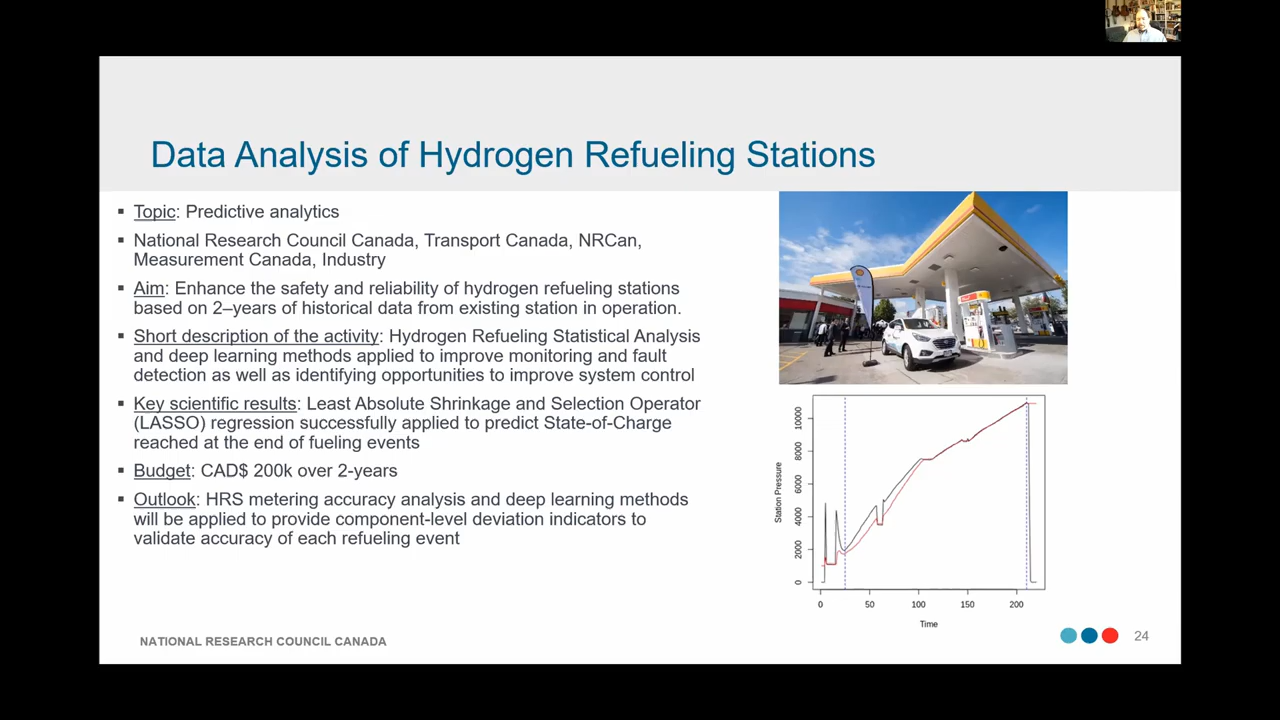 Data Analysis of Hydrogen Refueling Stations
▪ Topic: Predictive analytics
▪ National Research Council Canada, Transport Canada, NRCan,
Measurement Canada, Industry
▪ Aim: Enhance the safety and reliability of hydrogen refueling stations
based on 2–years of historical data from existing station in operation.
▪ Short description of the activity: Hydrogen Refueling Statistical Analysis
and deep learning methods applied to improve monitoring and fault
detection as well as identifying opportunities to improve system control
▪ Key scientific results: Least Absolute Shrinkage and Selection Operator
(LASSO) regression successfully applied to predict State-of-Charge
reached at the end of fueling events
▪ Budget: CAD$ 200k over 2-years
▪ Outlook: HRS metering accuracy analysis and deep learning methods
will be applied to provide component-level deviation indicators to
validate accuracy of each refueling event
Station Pressure
10000
8000
6000
4000
2000
0
0 50 100 150 200
Time
NATIONAL RESEARCH COUNCIL CANADA
24